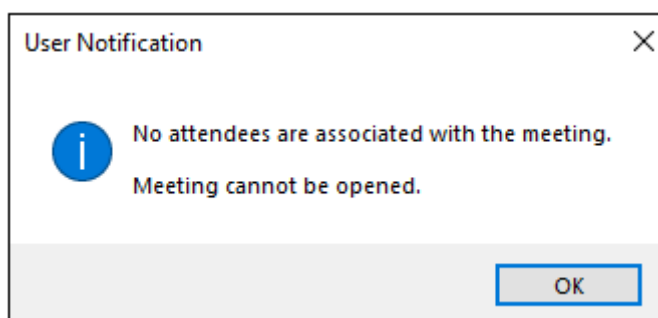 User Notification
No attendees are associated with the meeting.
Meeting cannot be opened.
OK